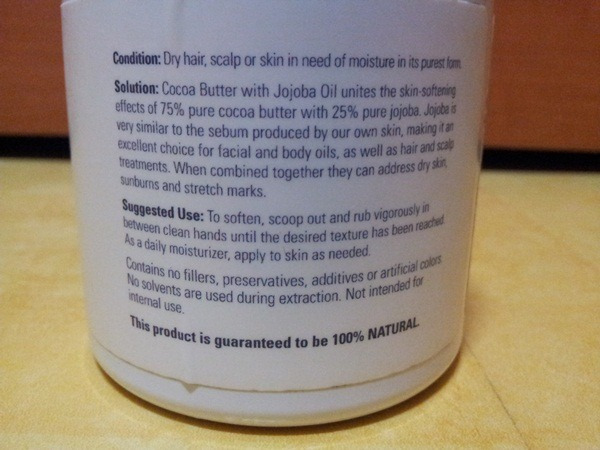 Condition: Dry hair, scalp or skin in need of moisture in its purest form.
Solution: Cocoa Butter with Jojoba Oil unites the skin-softening
effects of 75% pure cocoa butter with 25% pure jojoba. Jojoba is
very similar to the sebum produced by our own skin, making it an
excellent choice for facial and body oils, as well as hair and scalp
treatments. When combined together they can address dry skin,
sunburns and stretch marks.
Suggested Use: To soften, scoop out and rub vigorously in
between clean hands until the desired texture has been reached.
As a daily moisturizer, apply to skin as needed.
Contains no fillers, preservatives, additives or artificial colors.
No solvents are used during extraction. Not intended for
internal use.
This product is guaranteed to be 100% NATURAL.